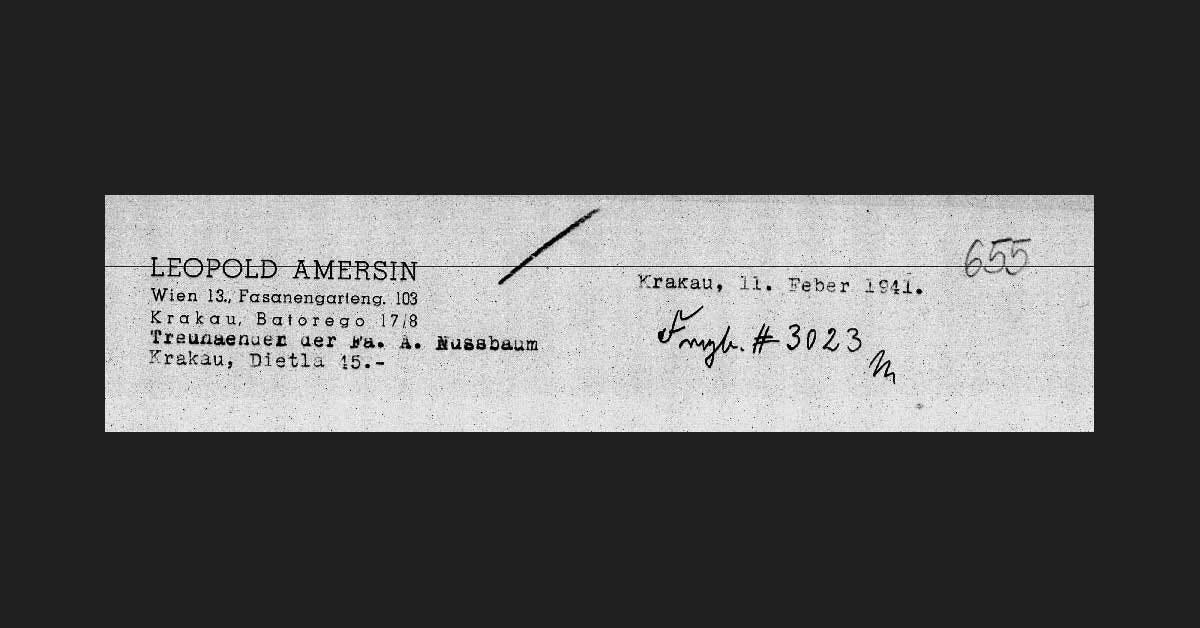 655
LEOPOLD AMERSIN
Krakau, 11. Feber 1941.
Wien 13., Fasanengarteng. 103
Krakau, Batorego 17/8
Treuhaender der Fa. A. Nussbaum
# 3023
Krakau, Dietla 45.-